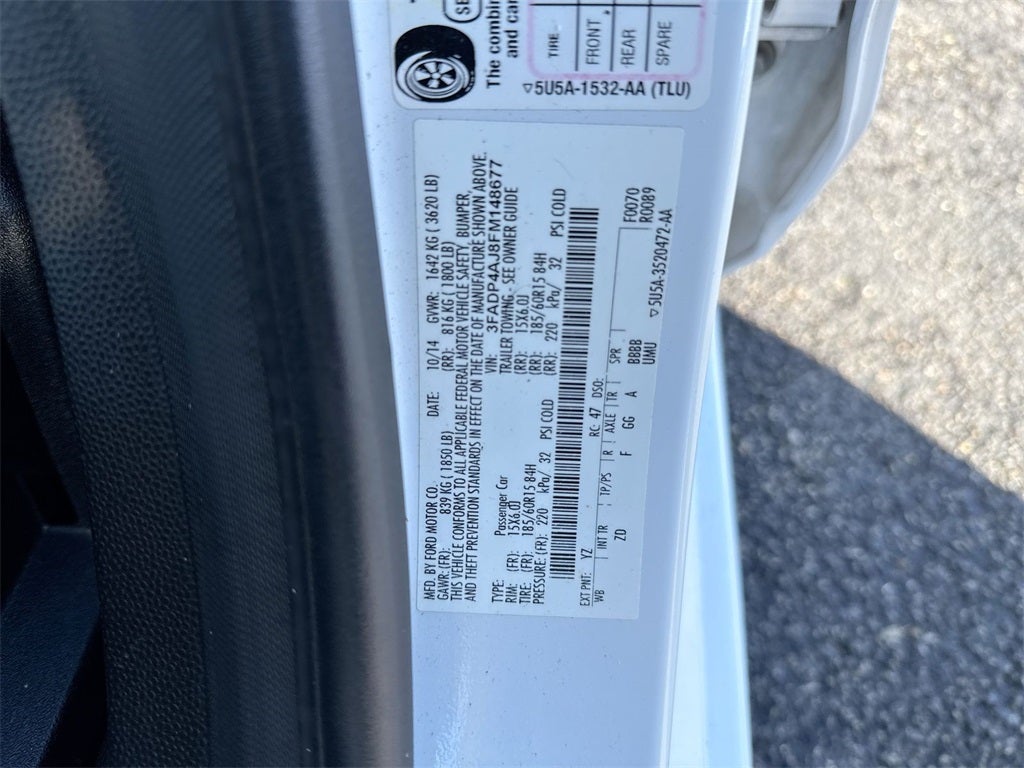 SE
The combin
and car
TIRE
FRONT
REAR
SPARE
▽5U5A-1532-AA (TLU)
MFD. BY FORD MOTOR CO. DATE: 10/14 GVWR: 1642 KG ( 3620 LB)
GAWR: (FR): 839 KG ( 1850 LB) (RR): 816 KG ( 1800 LB)
THIS VEHICLE CONFORMS TO ALL APPLICABLE FEDERAL MOTOR VEHICLE SAFETY, BUMPER,
AND THEFT PREVENTION STANDARDS IN EFFECT ON THE DATE OF MANUFACTURE SHOWN ABOVE.
VIN: 3FADP4AJ8FM148677
TYPE: Passenger Car TRAILER TOWING - SEE OWNER GUIDE
RIM: (FR): 15X6.0J (RR): 15X6.0J
TIRE: (FR): 185/60R15 84H (RR): 185/60R15 84H
PRESSURE: (FR): 220 kPa/ 32 PSI COLD (RR): 220 kPa/ 32 PSI COLD
EXT PNT: YZ RC: 47 DSO: F0070
WB INT TR TP/PS R AXLE TR SPR R0089
ZD F GG A BBBB
UMU
▽5U5A-3520472-AA